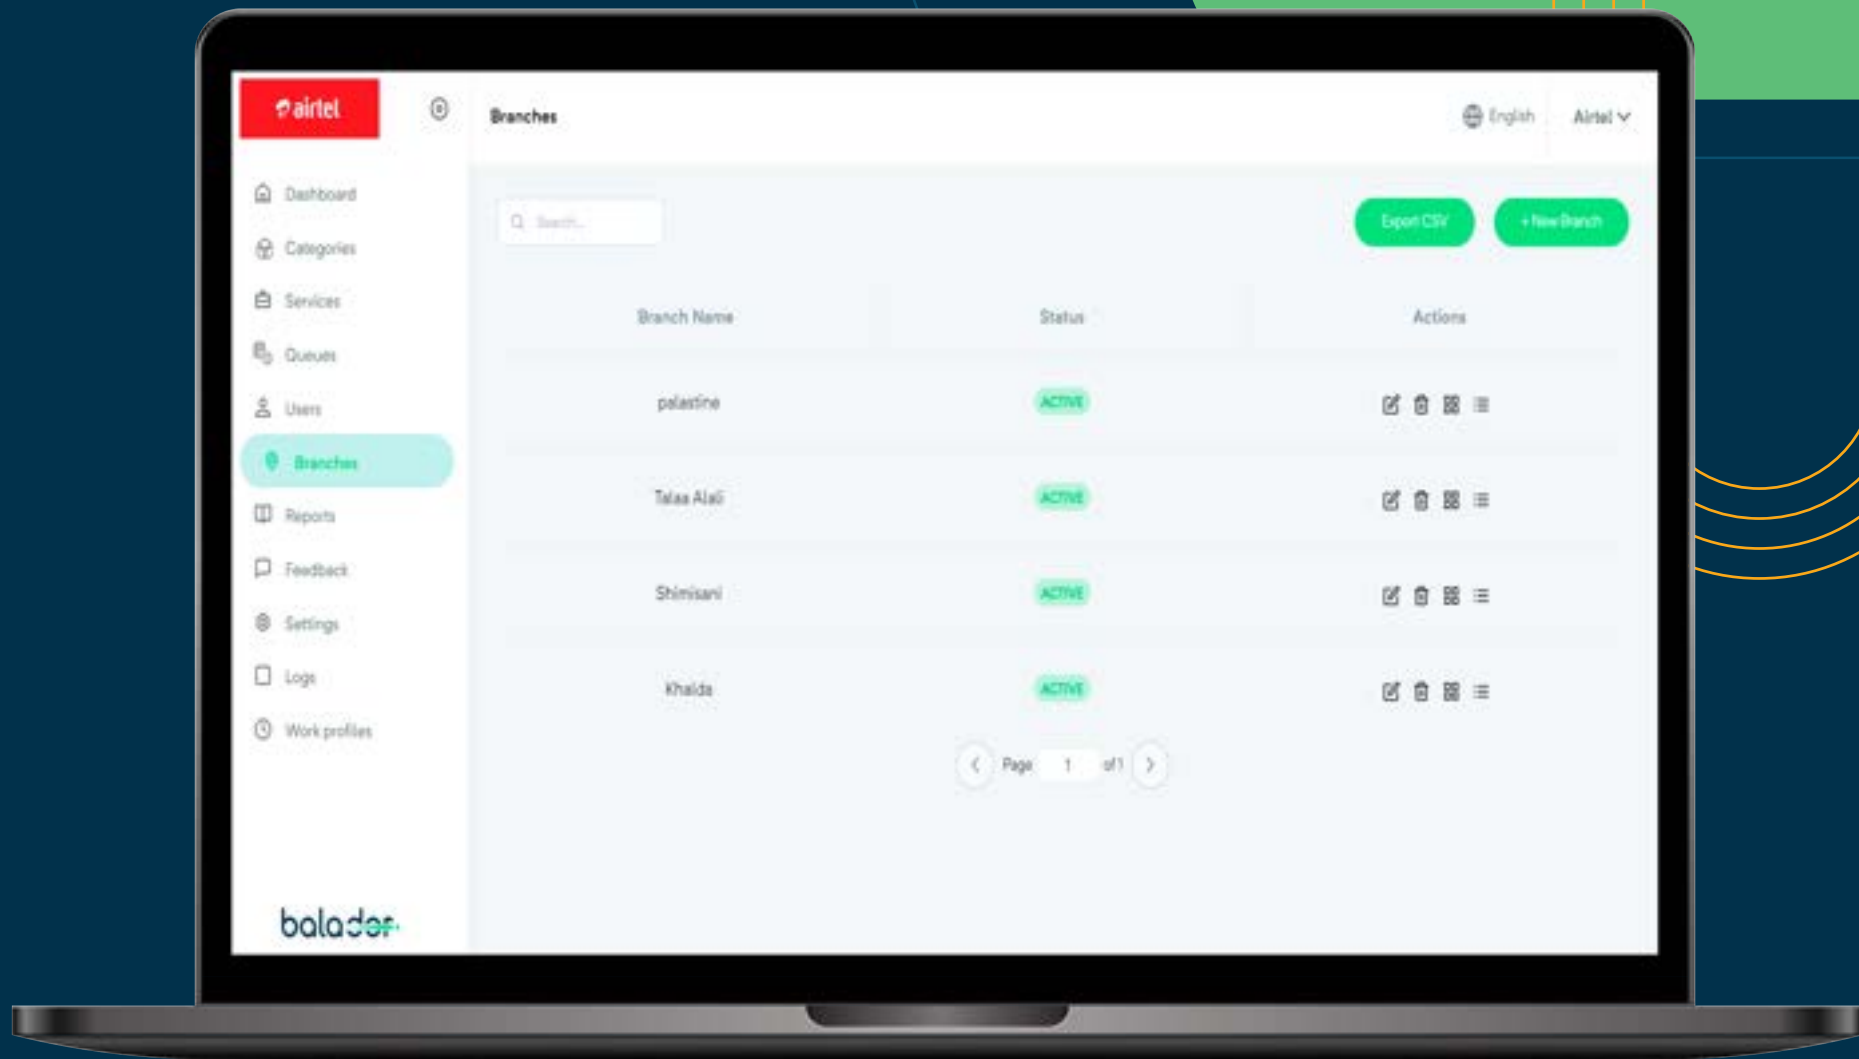 airtel
Branches
English
Airtel
Dashboard
Categories
Services
Queues
Users
Branches
Reports
Feedback
Settings
Logs
Work profiles
balador
Search...
Export CSV
+ New Branch
Branch Name Status Actions
palastine ACTIVE
Talaa Alali ACTIVE
Shimisani ACTIVE
Khalda ACTIVE
Page 1 of 1